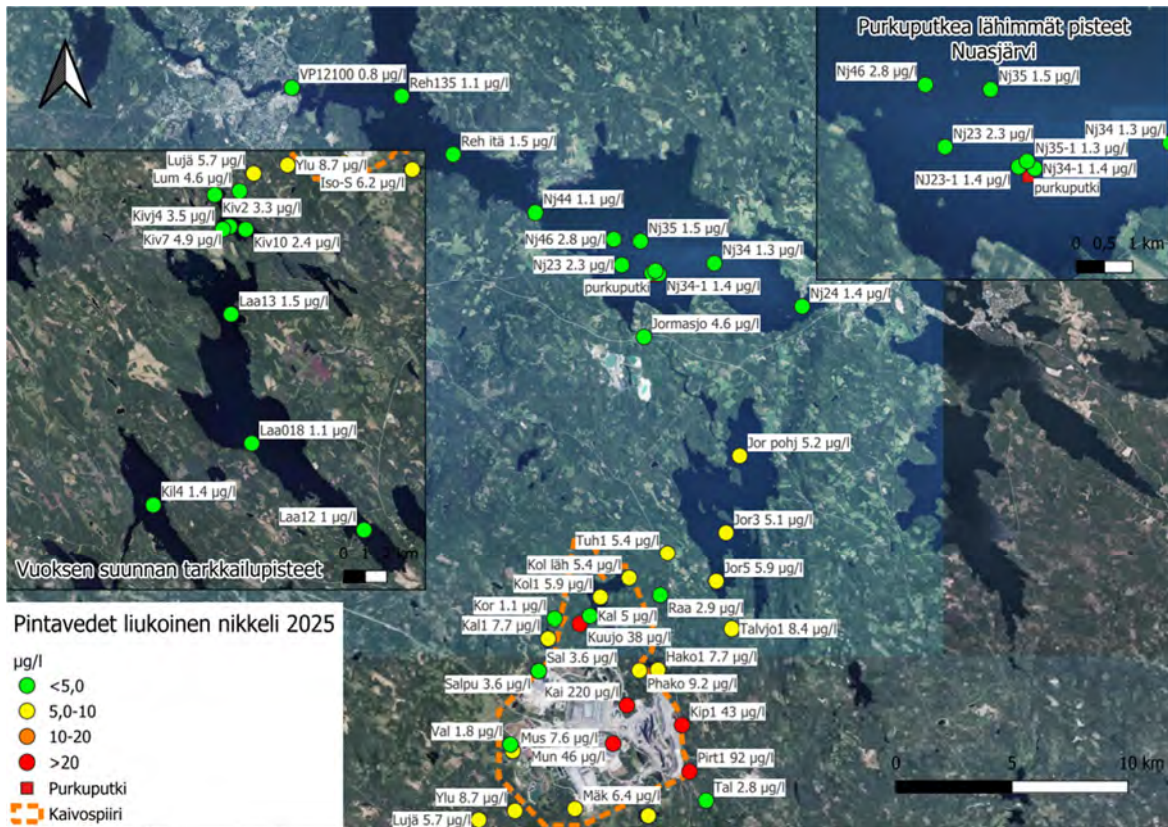 Purkuputkea lähimmät pisteet
Nuasjärvi
Nj46 2.8 µg/l
Nj35 1.5 µg/l
Nj23 2.3 µg/l
Nj34 1.3 µg/l
Nj35-1 1.3 µg/l
NJ23-1 1.4 µg/l
Nj34-1 1.4 µg/l
purkuputki
0 0,5 1 km
VP12100 0.8 µg/l
Reh135 1.1 µg/l
Reh itä 1.5 µg/l
Nj44 1.1 µg/l
Nj46 2.8 µg/l
Nj35 1.5 µg/l
Nj23 2.3 µg/l
Nj34 1.3 µg/l
purkuputki
Nj34-1 1.4 µg/l
Nj24 1.4 µg/l
Jormasjo 4.6 µg/l
Lujä 5.7 µg/l
Ylu 8.7 µg/l
Lum 4.6 µg/l
Iso-S 6.2 µg/l
Kiv2 3.3 µg/l
Kivj4 3.5 µg/l
Kiv7 4.9 µg/l
Kiv10 2.4 µg/l
Laa13 1.5 µg/l
Laa018 1.1 µg/l
Kil4 1.4 µg/l
Laa12 1 µg/l
0 1 2 km
Vuoksen suunnan tarkkailupisteet
Jor pohj 5.2 µg/l
Jor3 5.1 µg/l
Tuh1 5.4 µg/l
Kol läh 5.4 µg/l
Jor5 5.9 µg/l
Kol1 5.9 µg/l
Raa 2.9 µg/l
Kor 1.1 µg/l
Kal 5 µg/l
Kal1 7.7 µg/l
Talvjo1 8.4 µg/l
Kuujo 38 µg/l
Sal 3.6 µg/l
Hako1 7.7 µg/l
Salpu 3.6 µg/l
Phako 9.2 µg/l
Kai 220 µg/l
Kip1 43 µg/l
Val 1.8 µg/l
Mus 7.6 µg/l
Mun 46 µg/l
Pirt1 92 µg/l
Tal 2.8 µg/l
Ylu 8.7 µg/l
Mäk 6.4 µg/l
Lujä 5.7 µg/l
0 5 10 km
Pintavedet liukoinen nikkeli 2025
µg/l
<5,0
5,0-10
10-20
>20
Purkuputki
Kaivospiiri